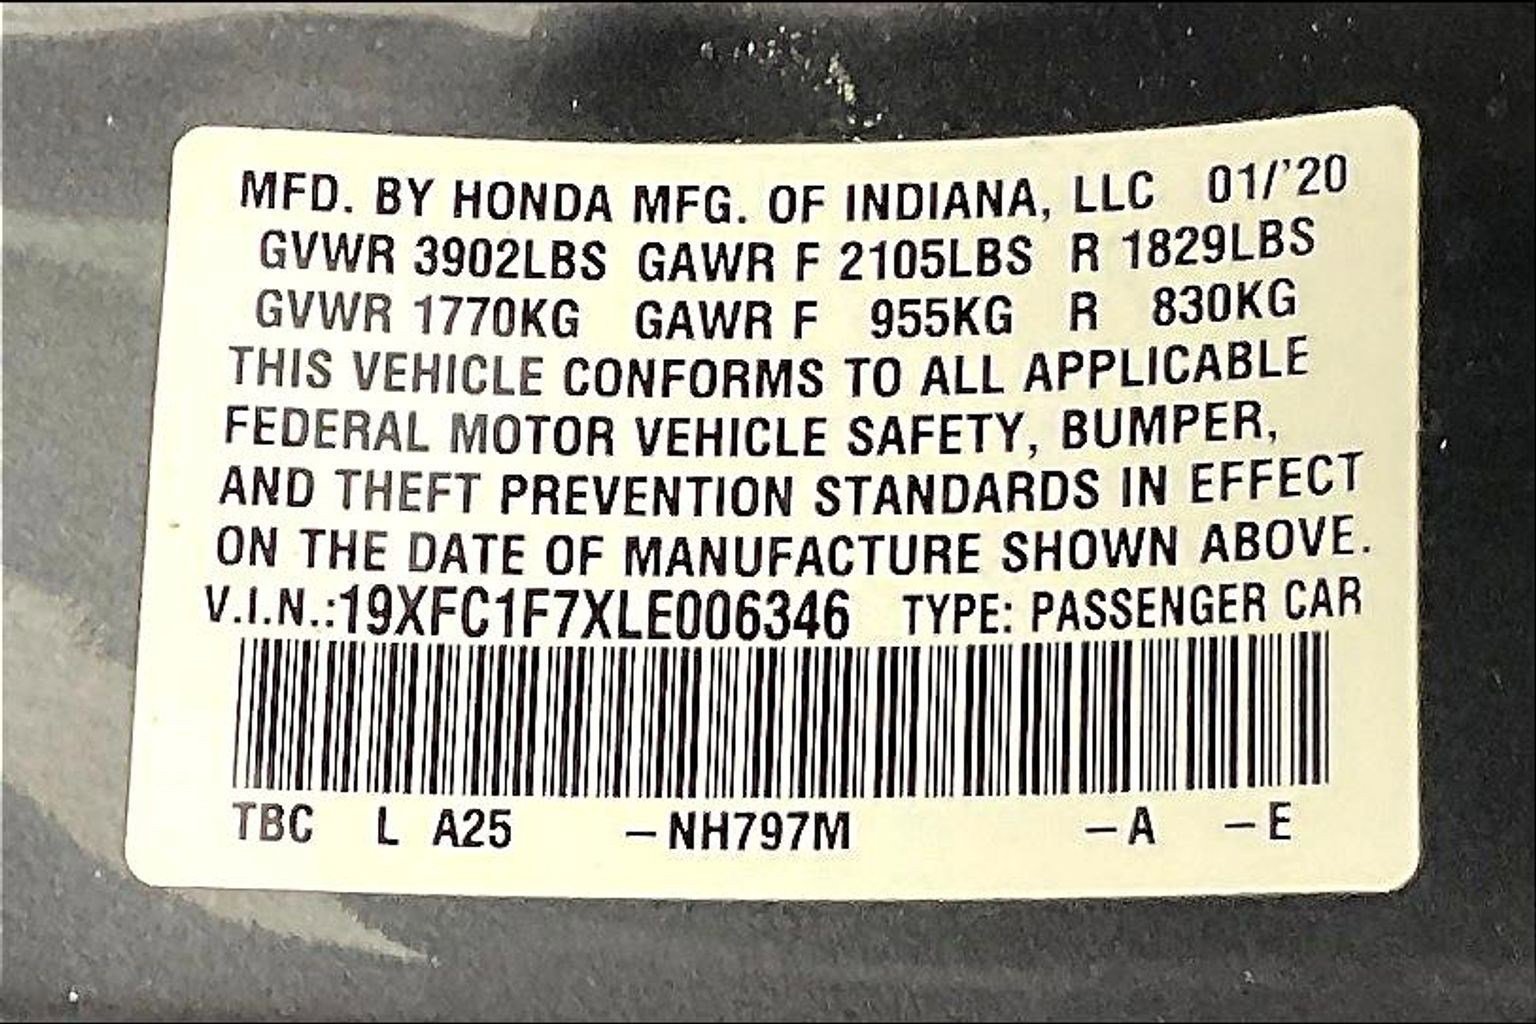 MFD. BY HONDA MFG. OF INDIANA, LLC 01/'20
GVWR 3902LBS GAWR F 2105LBS R 1829LBS
GVWR 1770KG GAWR F 955KG R 830KG
THIS VEHICLE CONFORMS TO ALL APPLICABLE
FEDERAL MOTOR VEHICLE SAFETY, BUMPER,
AND THEFT PREVENTION STANDARDS IN EFFECT
ON THE DATE OF MANUFACTURE SHOWN ABOVE.
V.I.N.:19XFC1F7XLE006346 TYPE: PASSENGER CAR
TBC L A25 –NH797M –A –E